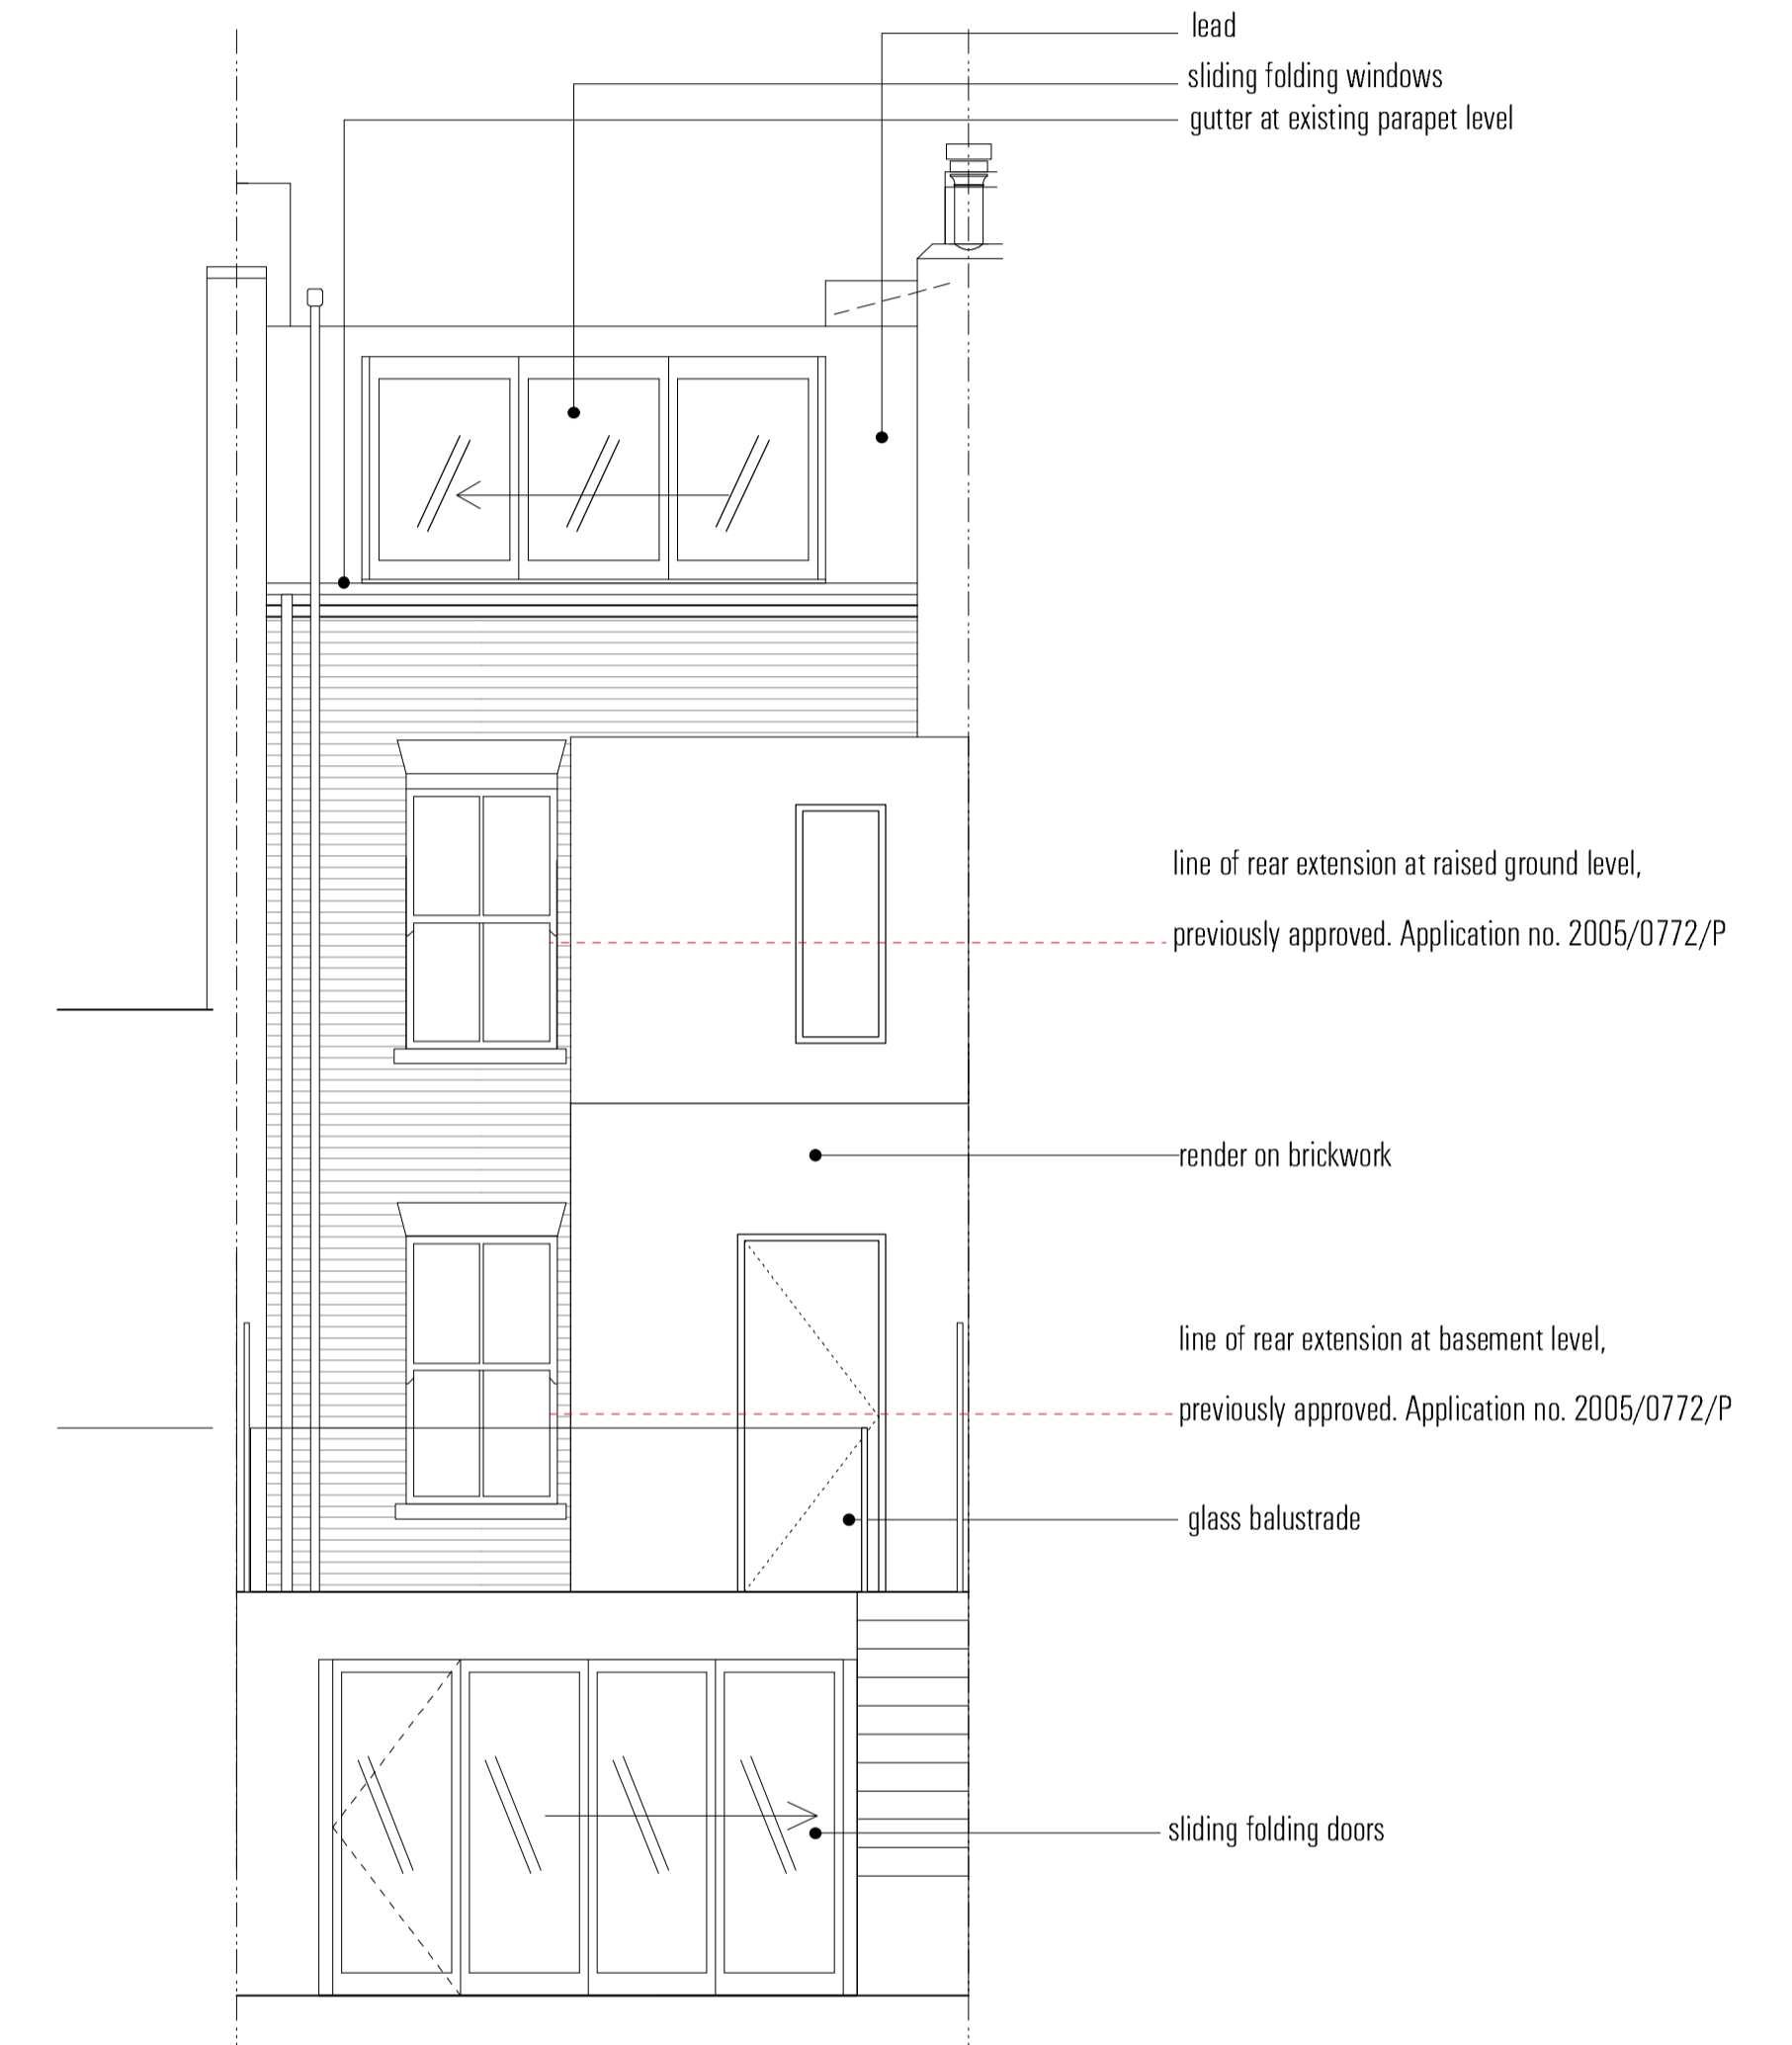 lead
sliding folding windows
gutter at existing parapet level
line of rear extension at raised ground level,
previously approved. Application no. 2005/0772/P
render on brickwork
line of rear extension at basement level,
previously approved. Application no. 2005/0772/P
glass balustrade
sliding folding doors